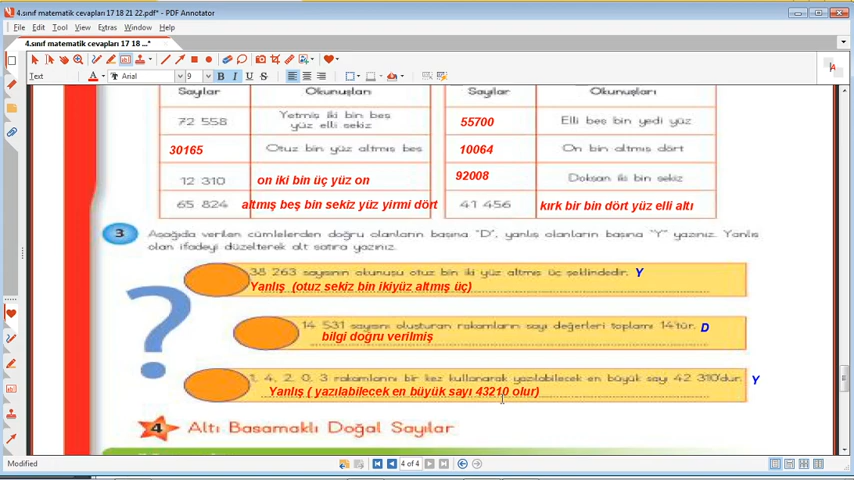 4.sınıf matematik cevapları 17 18 21 22.pdf* - PDF Annotator
File Edit Tool View Extras Window Help
4.sınıf matematik cevapları 17 18 ...*
Text A Arial 9 B I U S
Sayılar Okunuşları Sayılar Okunuşları
72 558 Yetmiş iki bin beş yüz elli sekiz 55700 Elli beş bin yedi yüz
30165 Otuz bin yüz altmış beş 10064 On bin altmış dört
12 310 on iki bin üç yüz on 92008 Doksan iki bin sekiz
65 824 altmış beş bin sekiz yüz yirmi dört 41 456 kırk bir bin dört yüz elli altı
3 Aşağıda verilen cümlelerden doğru olanların başına "D", yanlış olanların başına "Y" yazınız. Yanlış
olan ifadeyi düzelterek alt satıra yazınız.
38 263 sayısının okunuşu otuz bin iki yüz altmış üç şeklindedir. Y
Yanlış (otuz sekiz bin ikiyüz altmış üç)
14 531 sayısını oluşturan rakamların sayı değerleri toplamı 14'tür. D
bilgi doğru verilmiş
?
1, 4, 2, 0, 3 rakamlarını bir kez kullanarak yazılabilecek en büyük sayı 42 310'dur. Y
Yanlış ( yazılabilecek en büyük sayı 43210 olur)
4 Altı Basamaklı Doğal Sayılar
Modified 4 of 4